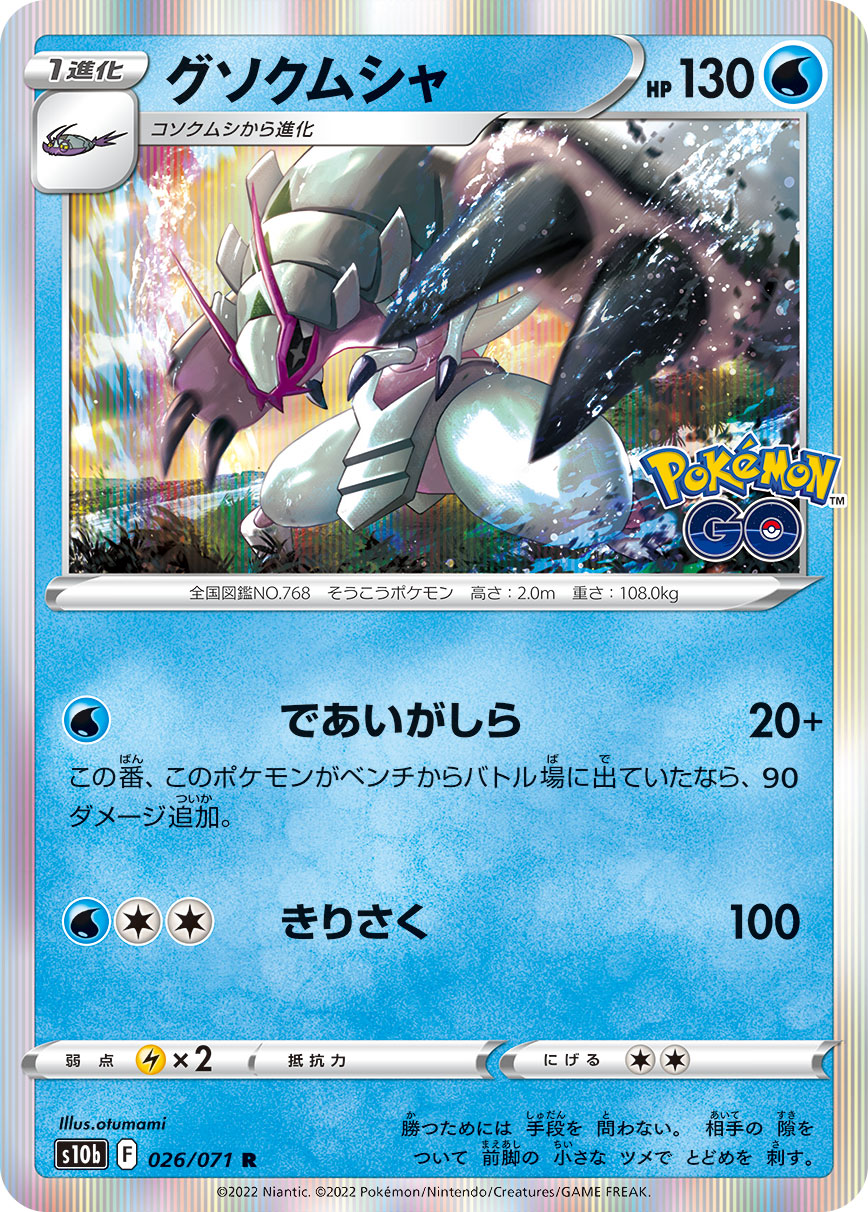 1進化 グソクムシャ HP 130
コソクムシから進化
Pokémon
GO
TM
全国図鑑NO.768 そうこうポケモン 高さ:2.0m 重さ:108.0kg
であいがしら 20+
この番、このポケモンがベンチからバトル場に出ていたなら、90
ダメージ追加。
きりさく 100
弱点 ×2 抵抗力 にげる
Illus.otumami
勝つためには 手段を 問わない。 相手の 隙を
ついて 前脚の 小さな ツメで とどめを 刺す。
s10b F 026/071 R
©2022 Niantic. ©2022 Pokémon/Nintendo/Creatures/GAME FREAK.